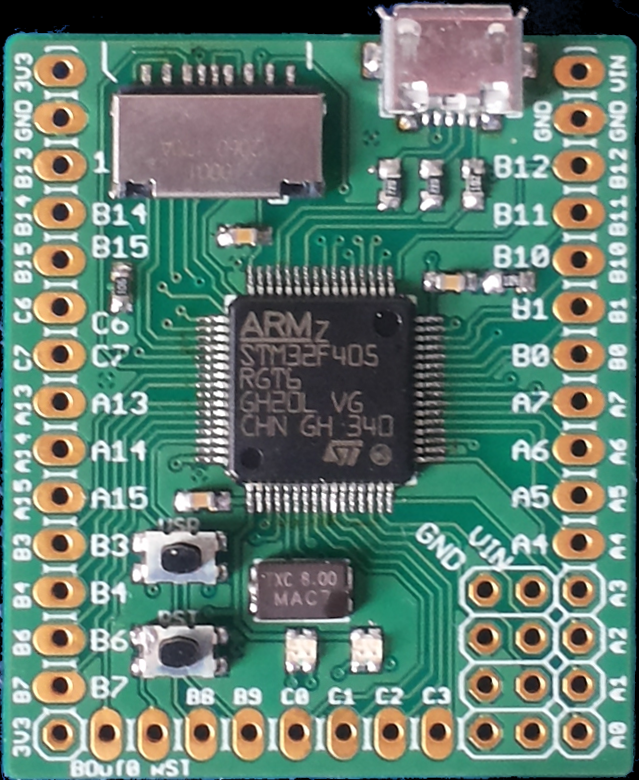 3V3
GND
B13
B14
B15
C6
C7
A13
A14
A15
B3
B4
B6
B7
3V3
1
B14
B15
C6
C7
A13
A14
A15
B3
B4
B6
B7
USR
RST
ARM Z
STM32F405
RGT6
GH20L VG
CHN GH 340
ST
TXC 8.00
MAC7
B12
B11
B10
B1
B0
A7
A6
A5
A4
GND VIN
VIN
GND GND
B12
B11
B10
B1
B0
A7
A6
A5
A4
A3
A2
A1
A0
B8 B9 C0 C1 C2 C3
BOOT0 RST